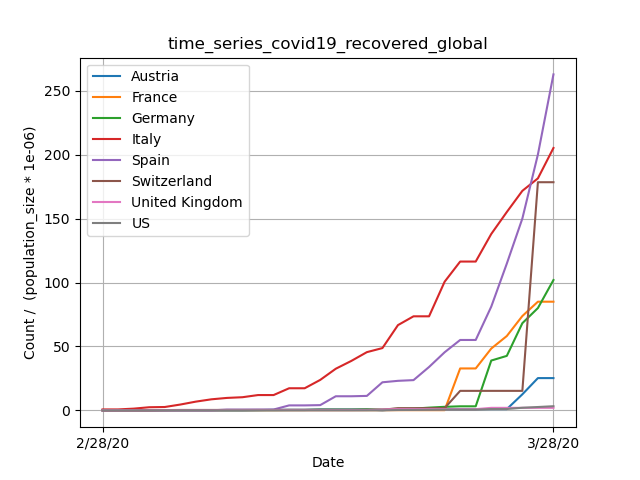 time_series_covid19_recovered_global
Count /  (population_size * 1e-06)
250
200
150
100
50
0
Austria
France
Germany
Italy
Spain
Switzerland
United Kingdom
US
2/28/20
3/28/20
Date